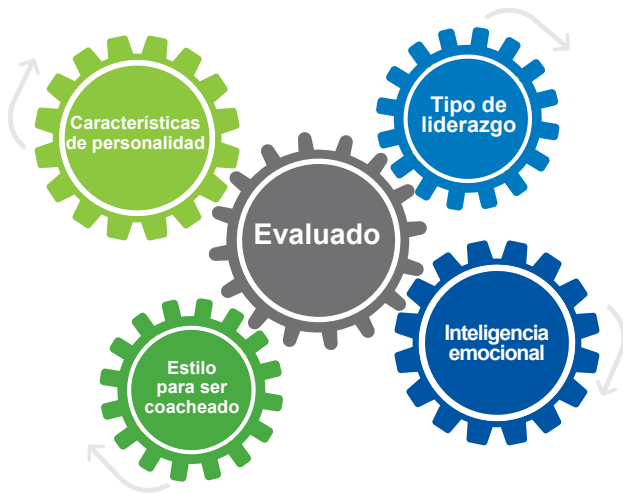 Características
de personalidad
Tipo de
liderazgo
Evaluado
Inteligencia
emocional
Estilo
para ser
coacheado